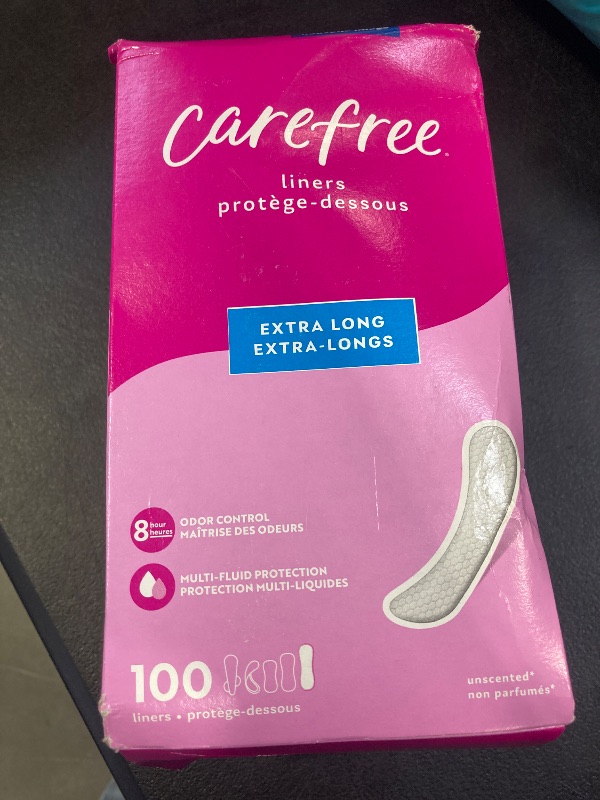 carefree
liners
protège-dessous
EXTRA LONG
EXTRA-LONGS
8 hour
heures
ODOR CONTROL
MAÎTRISE DES ODEURS
MULTI-FLUID PROTECTION
PROTECTION MULTI-LIQUIDES
100
liners • protège-dessous
unscented*
non parfumés*